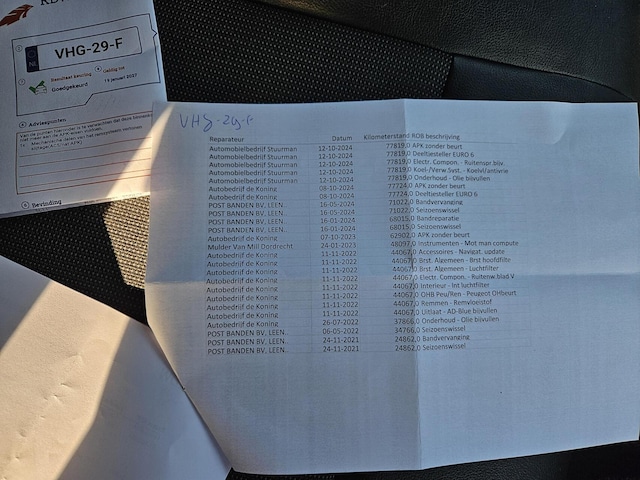 NL
VHG-29-F
Resultaat keuring
Geldig tot
Goedgekeurd
19 januari 2027
Adviespunten
Bevinding
VHG-29-F
Reparateur Datum Kilometerstand ROB beschrijving
Automobielbedrijf Stuurman 12-10-2024 77819,0 APK zonder beurt
Automobielbedrijf Stuurman 12-10-2024 77819,0 Deeltiesteller EURO 6
Automobielbedrijf Stuurman 12-10-2024 77819,0 Electr. Compon. - Ruitenspr bijv
Automobielbedrijf Stuurman 12-10-2024 77819,0 Koel-/Verw.Syst. - Koelvl/antivrie
Automobielbedrijf Stuurman 12-10-2024 77819,0 Onderhoud - Olie bijvullen
Autobedrijf de Koning 08-10-2024 77724,0 APK zonder beurt
Autobedrijf de Koning 08-10-2024 77724,0 Deeltiesteller EURO 6
POST BANDEN BV, LEEN. 16-05-2024 71022,0 Bandvervanging
POST BANDEN BV, LEEN. 16-05-2024 71022,0 Seizoenswissel
POST BANDEN BV, LEEN. 16-01-2024 68015,0 Bandreparatie
POST BANDEN BV, LEEN. 16-01-2024 68015,0 Seizoenswissel
Autobedrijf de Koning 07-10-2023 62902,0 APK zonder beurt
Mulder Van Mill Dordrecht 24-01-2023 48097,0 Instrumenten - Mot man compute
Autobedrijf de Koning 11-11-2022 44067,0 Accessoires - Navigat. update
Autobedrijf de Koning 11-11-2022 44067,0 Brst. Algemeen - Brst hoofdfilte
Autobedrijf de Koning 11-11-2022 44067,0 Brst. Algemeen - Luchtfilter
Autobedrijf de Koning 11-11-2022 44067,0 Electr. Compon. - Ruitenw blad V
Autobedrijf de Koning 11-11-2022 44067,0 Interieur - Int luchtfilter
Autobedrijf de Koning 11-11-2022 44067,0 OHB Peu/Ren - Peugeot OHbeurt
Autobedrijf de Koning 11-11-2022 44067,0 Remmen - Remvloeistof
Autobedrijf de Koning 11-11-2022 44067,0 Uitlaat - AD-Blue bijvullen
Autobedrijf de Koning 26-07-2022 37866,0 Onderhoud - Olie bijvullen
POST BANDEN BV, LEEN. 06-05-2022 34766,0 Seizoenswissel
POST BANDEN BV, LEEN. 24-11-2021 24862,0 Bandvervanging
POST BANDEN BV, LEEN. 24-11-2021 24862,0 Seizoenswissel